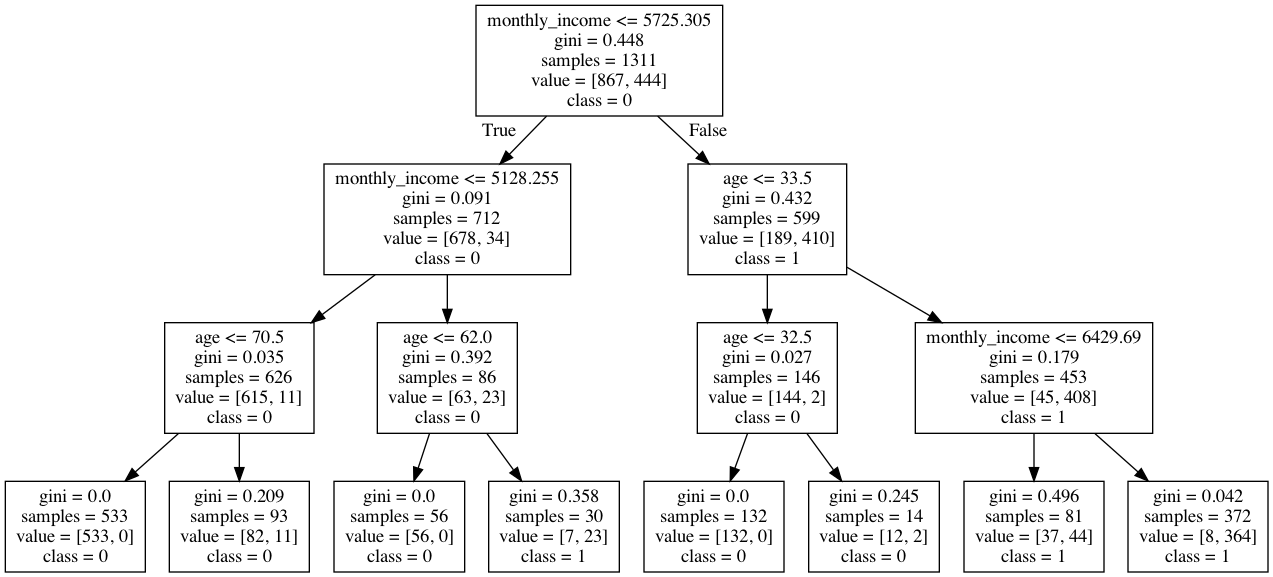 monthly_income <= 5725.305
gini = 0.448
samples = 1311
value = [867, 444]
class = 0
True
False
monthly_income <= 5128.255
gini = 0.091
samples = 712
value = [678, 34]
class = 0
age <= 33.5
gini = 0.432
samples = 599
value = [189, 410]
class = 1
age <= 70.5
gini = 0.035
samples = 626
value = [615, 11]
class = 0
age <= 62.0
gini = 0.392
samples = 86
value = [63, 23]
class = 0
age <= 32.5
gini = 0.027
samples = 146
value = [144, 2]
class = 0
monthly_income <= 6429.69
gini = 0.179
samples = 453
value = [45, 408]
class = 1
gini = 0.0
samples = 533
value = [533, 0]
class = 0
gini = 0.209
samples = 93
value = [82, 11]
class = 0
gini = 0.0
samples = 56
value = [56, 0]
class = 0
gini = 0.358
samples = 30
value = [7, 23]
class = 1
gini = 0.0
samples = 132
value = [132, 0]
class = 0
gini = 0.245
samples = 14
value = [12, 2]
class = 0
gini = 0.496
samples = 81
value = [37, 44]
class = 1
gini = 0.042
samples = 372
value = [8, 364]
class = 1